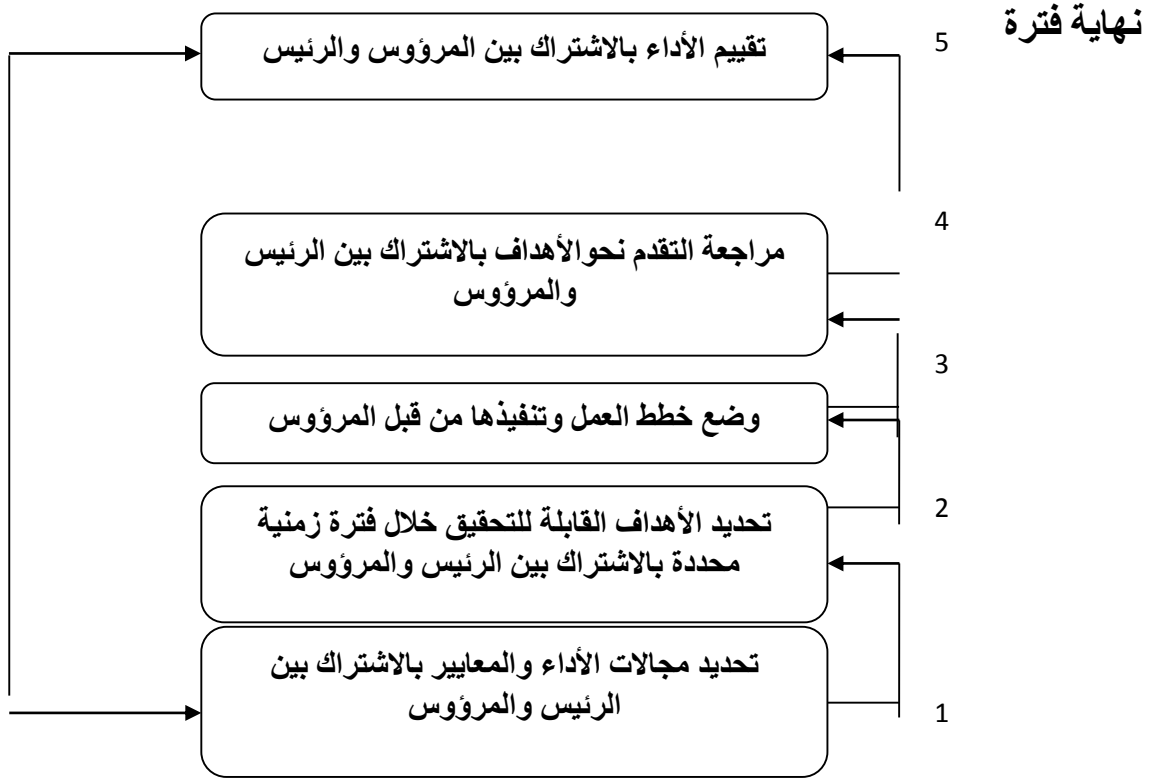 نهاية فترة
5
تقييم الأداء بالاشتراك بين المرؤوس والرئيس
4
مراجعة التقدم نحوالأهداف بالاشتراك بين الرئيس
والمرؤوس
3
وضع خطط العمل وتنفيذها من قبل المرؤوس
2
تحديد الأهداف القابلة للتحقيق خلال فترة زمنية
محددة بالاشتراك بين الرئيس والمرؤوس
تحديد مجالات الأداء والمعايير بالاشتراك بين
الرئيس والمرؤوس
1